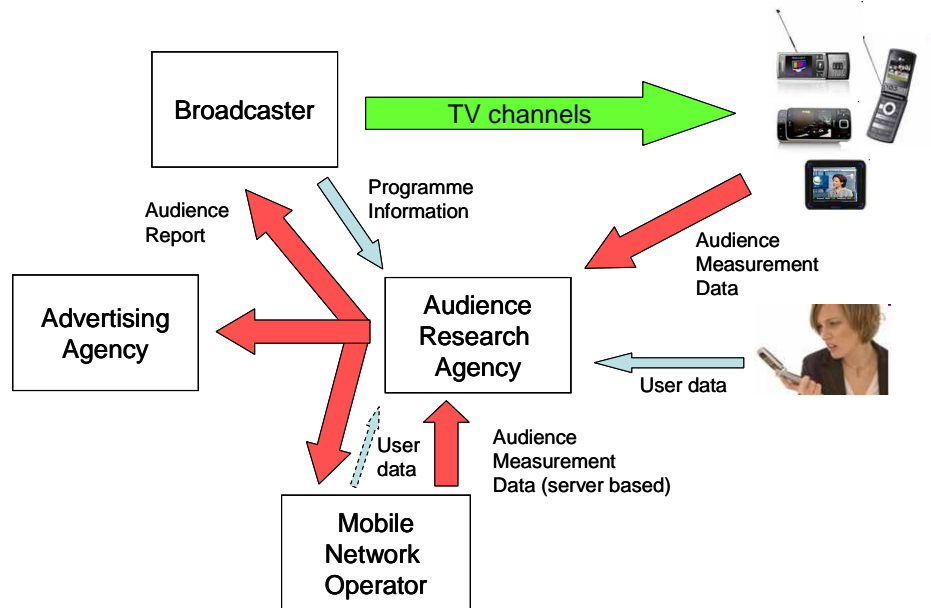 Broadcaster
TV channels
Programme
Information
Audience
Report
Audience
Measurement
Data
Advertising
Agency
Audience
Research
Agency
User data
User
data
Audience
Measurement
Data (server based)
Mobile
Network
Operator